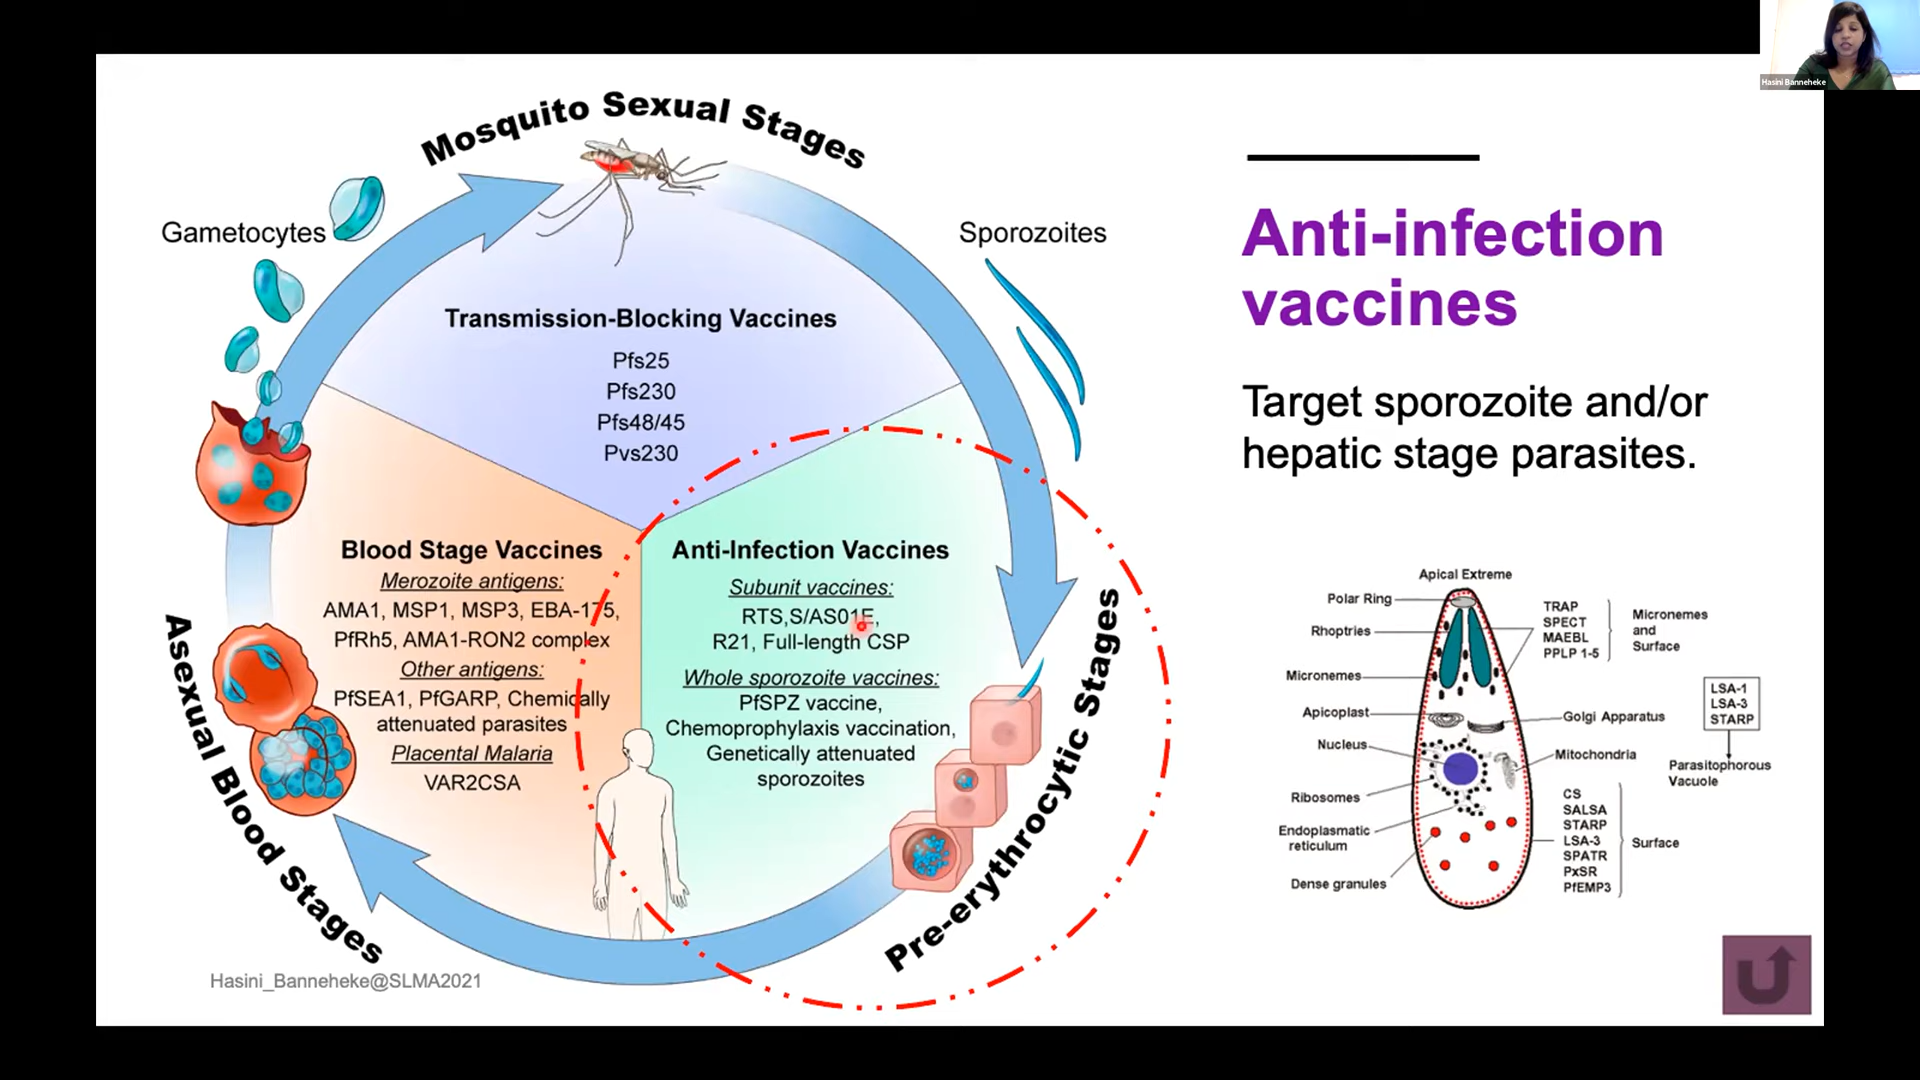 Hasini Banneheke
Mosquito Sexual Stages
Gametocytes
Sporozoites
Transmission-Blocking Vaccines
Pfs25
Pfs230
Pfs48/45
Pvs230
Blood Stage Vaccines
Merozoite antigens:
AMA1, MSP1, MSP3, EBA-175,
PfRh5, AMA1-RON2 complex
Other antigens:
PfSEA1, PfGARP, Chemically
attenuated parasites
Placental Malaria
VAR2CSA
Anti-Infection Vaccines
Subunit vaccines:
RTS,S/AS01E,
R21, Full-length CSP
Whole sporozoite vaccines:
PfSPZ vaccine,
Chemoprophylaxis vaccination,
Genetically attenuated
sporozoites
Asexual Blood Stages
Pre-erythrocytic Stages
Hasini_Banneheke@SLMA2021
Anti-infection
vaccines
Target sporozoite and/or
hepatic stage parasites.
Apical Extreme
Polar Ring
Rhoptries
Micronemes
Apicoplast
Nucleus
Ribosomes
Endoplasmatic
reticulum
Dense granules
TRAP
SPECT
MAEBL
PPLP 1-5
Micronemes
and
Surface
LSA-1
LSA-3
STARP
Parasitophorous
Vacuole
Golgi Apparatus
Mitochondria
CS
SALSA
STARP
LSA-3
SPATR
PxSR
PfEMP3
Surface